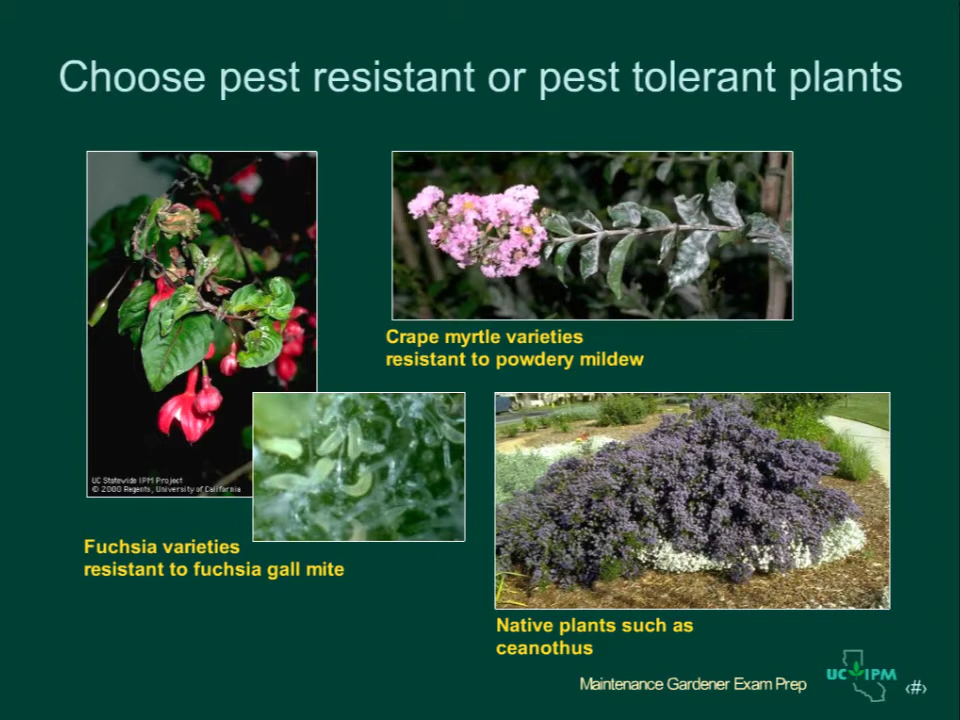 Choose pest resistant or pest tolerant plants
UC Statewide IPM Project
© 2000 Regents, University of California
Crape myrtle varieties
resistant to powdery mildew
Fuchsia varieties
resistant to fuchsia gall mite
Native plants such as
ceanothus
Maintenance Gardener Exam Prep
UC IPM
‹#›